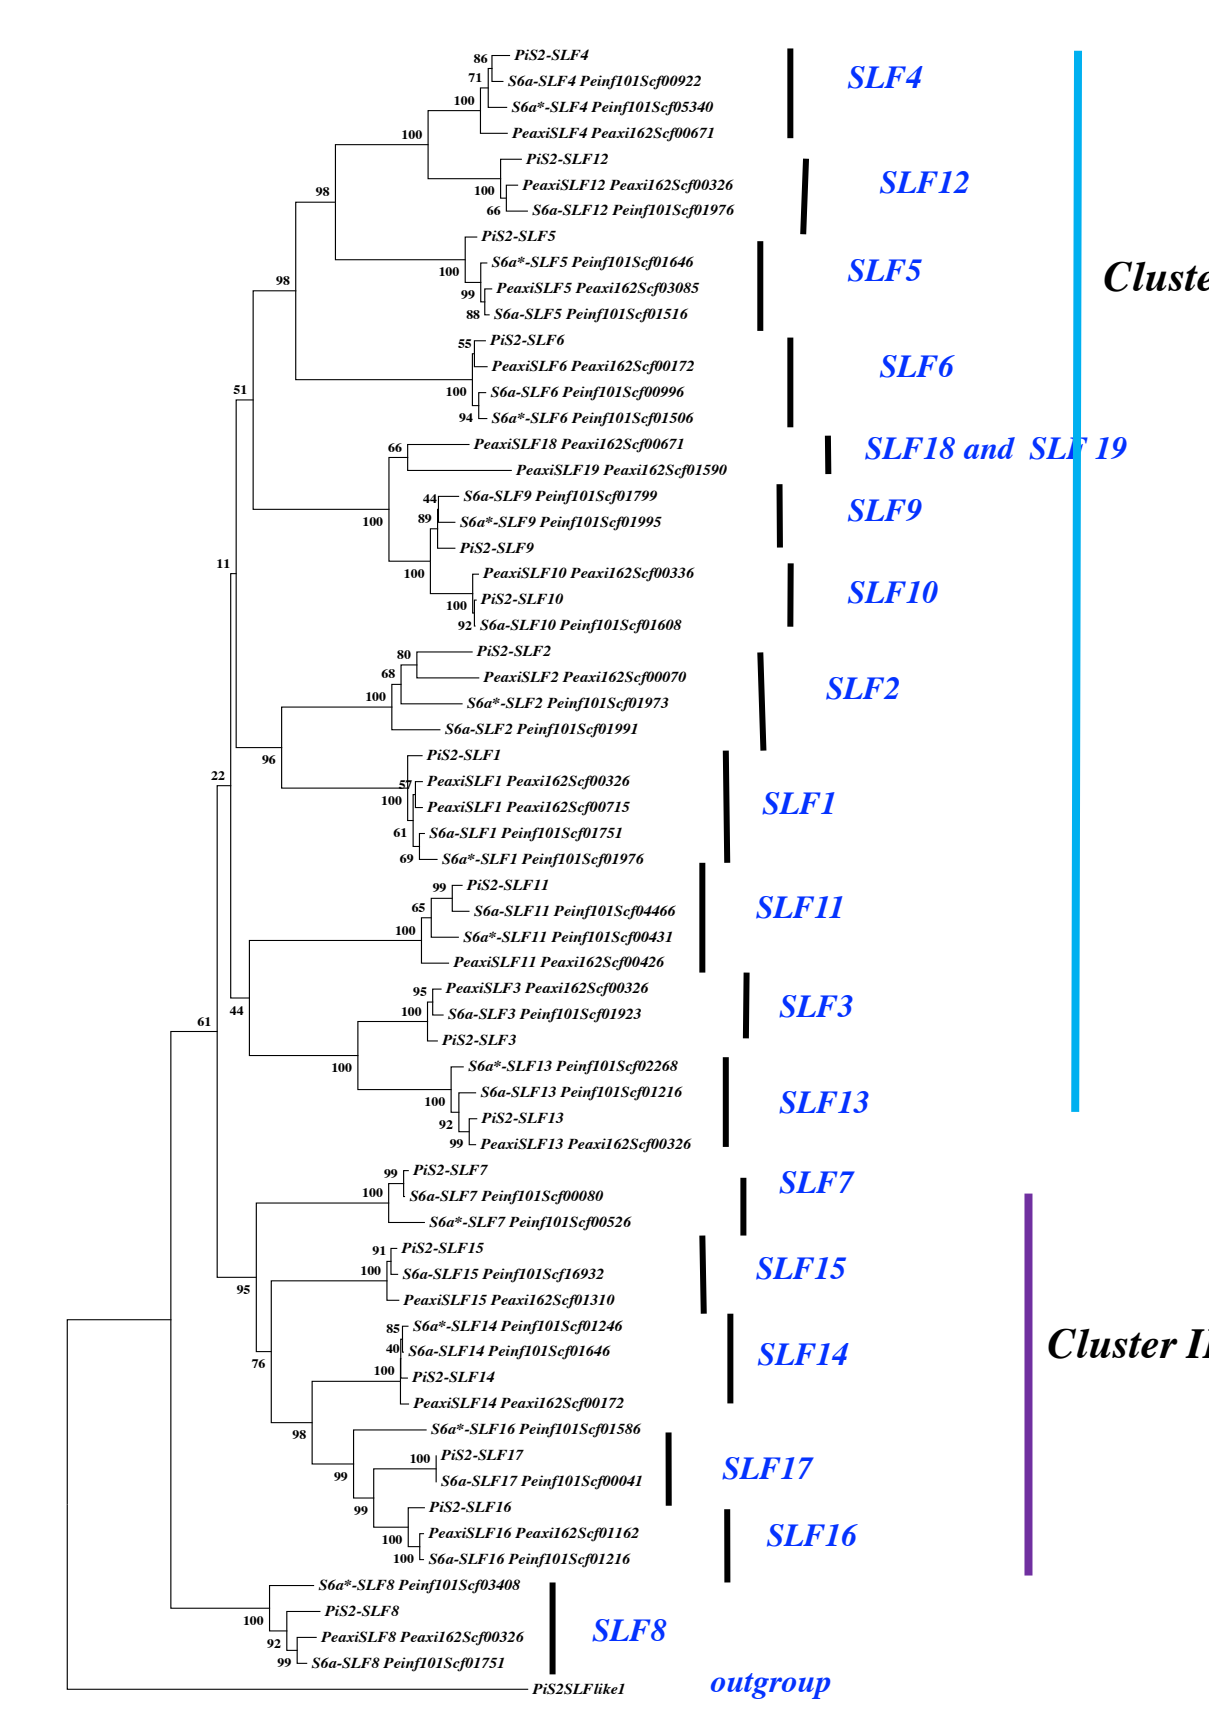 86
PiS2-SLF4
71
S6a-SLF4 Peinf101Scf00922
SLF4
100
S6a*-SLF4 Peinf101Scf05340
100
PeaxiSLF4 Peaxi162Scf00671
PiS2-SLF12
100
PeaxiSLF12 Peaxi162Scf00326
SLF12
98
66
S6a-SLF12 Peinf101Scf01976
PiS2-SLF5
100
S6a*-SLF5 Peinf101Scf01646
SLF5
98
99
PeaxiSLF5 Peaxi162Scf03085
Cluste
88
S6a-SLF5 Peinf101Scf01516
55
PiS2-SLF6
PeaxiSLF6 Peaxi162Scf00172
SLF6
51
100
S6a-SLF6 Peinf101Scf00996
94
S6a*-SLF6 Peinf101Scf01506
66
PeaxiSLF18 Peaxi162Scf00671
SLF18 and SLF 19
PeaxiSLF19 Peaxi162Scf01590
44
S6a-SLF9 Peinf101Scf01799
100
89
S6a*-SLF9 Peinf101Scf01995
SLF9
PiS2-SLF9
11
100
PeaxiSLF10 Peaxi162Scf00336
100
PiS2-SLF10
SLF10
92
S6a-SLF10 Peinf101Scf01608
80
PiS2-SLF2
68
PeaxiSLF2 Peaxi162Scf00070
SLF2
100
S6a*-SLF2 Peinf101Scf01973
S6a-SLF2 Peinf101Scf01991
96
PiS2-SLF1
22
57
PeaxiSLF1 Peaxi162Scf00326
100
PeaxiSLF1 Peaxi162Scf00715
SLF1
61
S6a-SLF1 Peinf101Scf01751
69
S6a*-SLF1 Peinf101Scf01976
99
PiS2-SLF11
65
S6a-SLF11 Peinf101Scf04466
SLF11
100
S6a*-SLF11 Peinf101Scf00431
PeaxiSLF11 Peaxi162Scf00426
95
PeaxiSLF3 Peaxi162Scf00326
44
100
S6a-SLF3 Peinf101Scf01923
SLF3
61
PiS2-SLF3
100
S6a*-SLF13 Peinf101Scf02268
100
S6a-SLF13 Peinf101Scf01216
SLF13
92
PiS2-SLF13
99
PeaxiSLF13 Peaxi162Scf00326
99
PiS2-SLF7
SLF7
100
S6a-SLF7 Peinf101Scf00080
S6a*-SLF7 Peinf101Scf00526
91
PiS2-SLF15
95
100
S6a-SLF15 Peinf101Scf16932
SLF15
PeaxiSLF15 Peaxi162Scf01310
85
S6a*-SLF14 Peinf101Scf01246
76
40
S6a-SLF14 Peinf101Scf01646
SLF14
Cluster II
100
PiS2-SLF14
PeaxiSLF14 Peaxi162Scf00172
98
S6a*-SLF16 Peinf101Scf01586
100
PiS2-SLF17
SLF17
99
S6a-SLF17 Peinf101Scf00041
99
PiS2-SLF16
100
PeaxiSLF16 Peaxi162Scf01162
SLF16
100
S6a-SLF16 Peinf101Scf01216
S6a*-SLF8 Peinf101Scf03408
100
PiS2-SLF8
92
PeaxiSLF8 Peaxi162Scf00326
SLF8
99
S6a-SLF8 Peinf101Scf01751
PiS2SLFlike1
outgroup